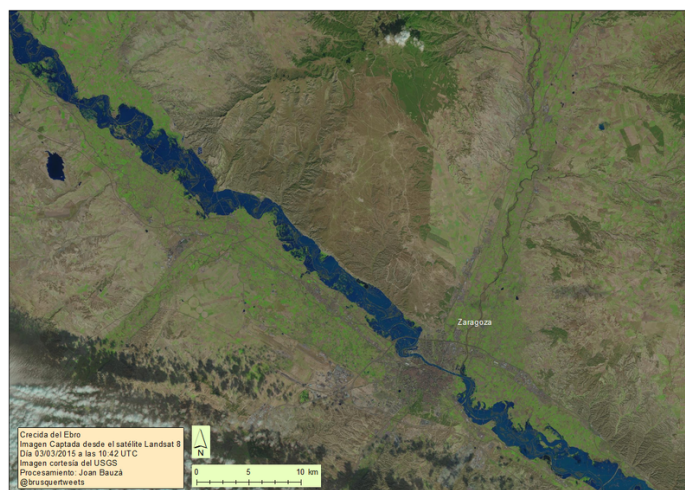 Zaragoza
Crecida del Ebro
Imagen Captada desde el satélite Landsat 8
Día 03/03/2015 a las 10:42 UTC
Imagen cortesía del USGS
Procesamiento: Joan Bauzà
@brusquertweets
N
0 5 10 km